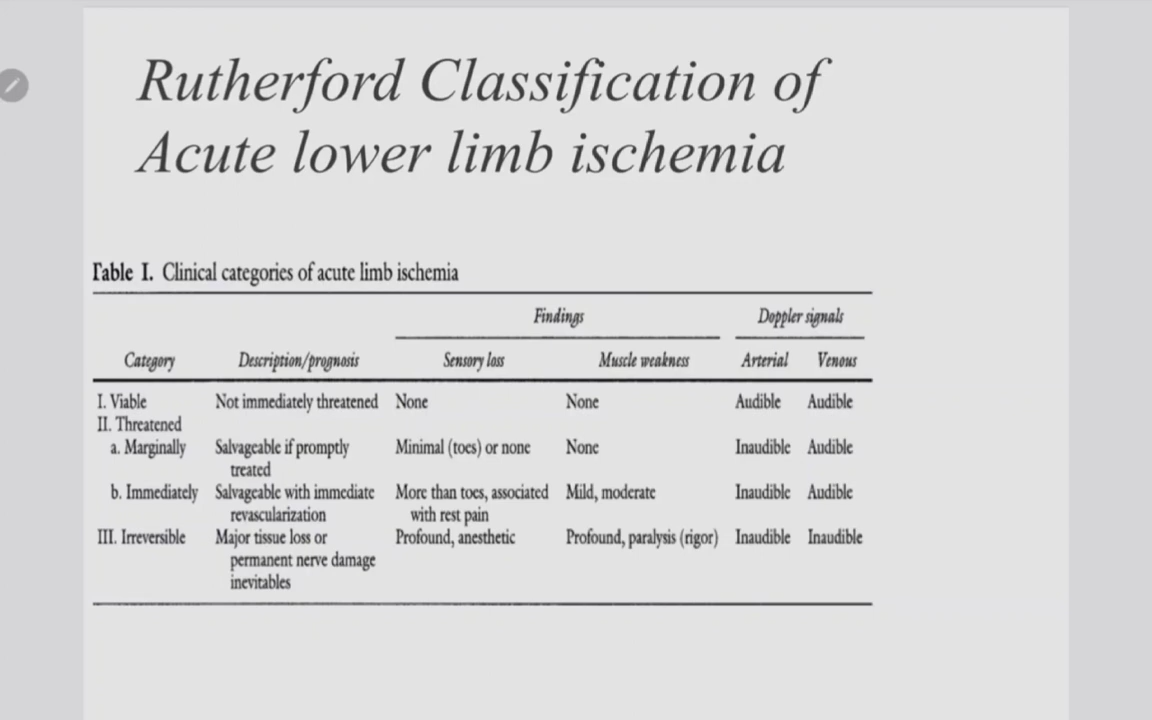 Rutherford Classification of
Acute lower limb ischemia
Table I. Clinical categories of acute limb ischemia
Findings Doppler signals
Category Description/prognosis Sensory loss Muscle weakness Arterial Venous
I. Viable Not immediately threatened None None Audible Audible
II. Threatened
a. Marginally Salvageable if promptly Minimal (toes) or none None Inaudible Audible
treated
b. Immediately Salvageable with immediate More than toes, associated Mild, moderate Inaudible Audible
revascularization with rest pain
III. Irreversible Major tissue loss or Profound, anesthetic Profound, paralysis (rigor) Inaudible Inaudible
permanent nerve damage
inevitables